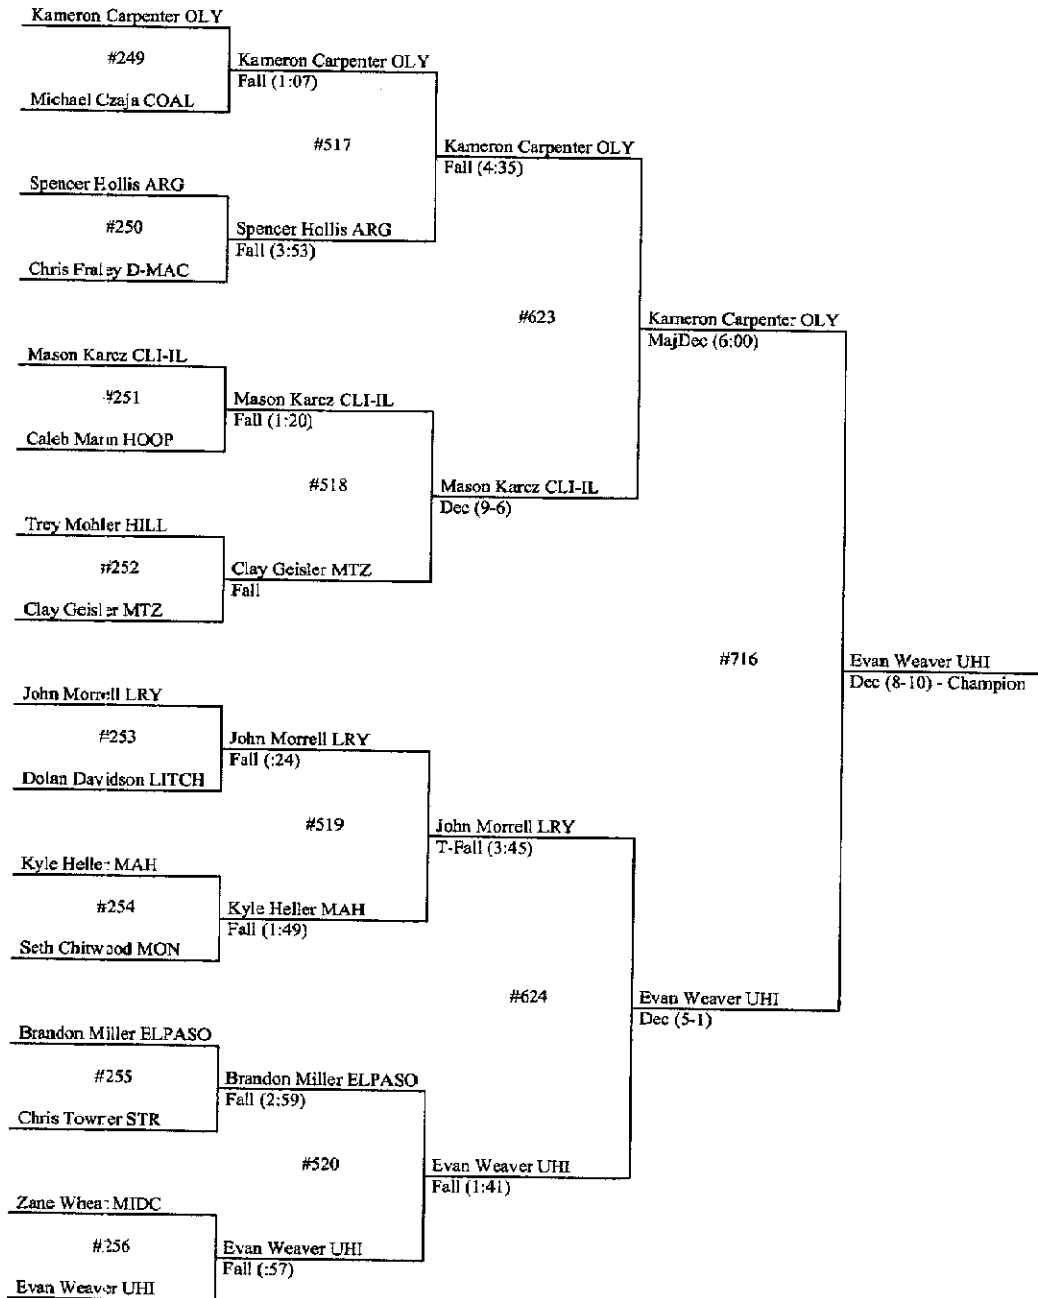 Kameron Carpenter OLY
#249
Kameron Carpenter OLY
Fall (1:07)
Michael Czaja COAL
#517
Kameron Carpenter OLY
Fall (4:35)
Spencer Hollis ARG
#250
Spencer Hollis ARG
Fall (3:53)
Chris Fraley D-MAC
#623
Kameron Carpenter OLY
MajDec (6:00)
Mason Karcz CLI-IL
#251
Mason Karcz CLI-IL
Fall (1:20)
Caleb Marin HOOP
#518
Mason Karcz CLI-IL
Dec (9-6)
Trey Mohler HILL
#252
Clay Geisler MTZ
Fall
Clay Geisler MTZ
#716
Evan Weaver UHI
Dec (8-10) - Champion
John Morrell LRY
#253
John Morrell LRY
Fall (:24)
Dolan Davidson LITCH
#519
John Morrell LRY
T-Fall (3:45)
Kyle Heller MAH
#254
Kyle Heller MAH
Fall (1:49)
Seth Chitwood MON
#624
Evan Weaver UHI
Dec (5-1)
Brandon Miller ELPASO
#255
Brandon Miller ELPASO
Fall (2:59)
Chris Towner STR
#520
Evan Weaver UHI
Fall (1:41)
Zane Wheat MIDC
#256
Evan Weaver UHI
Fall (:57)
Evan Weaver UHI